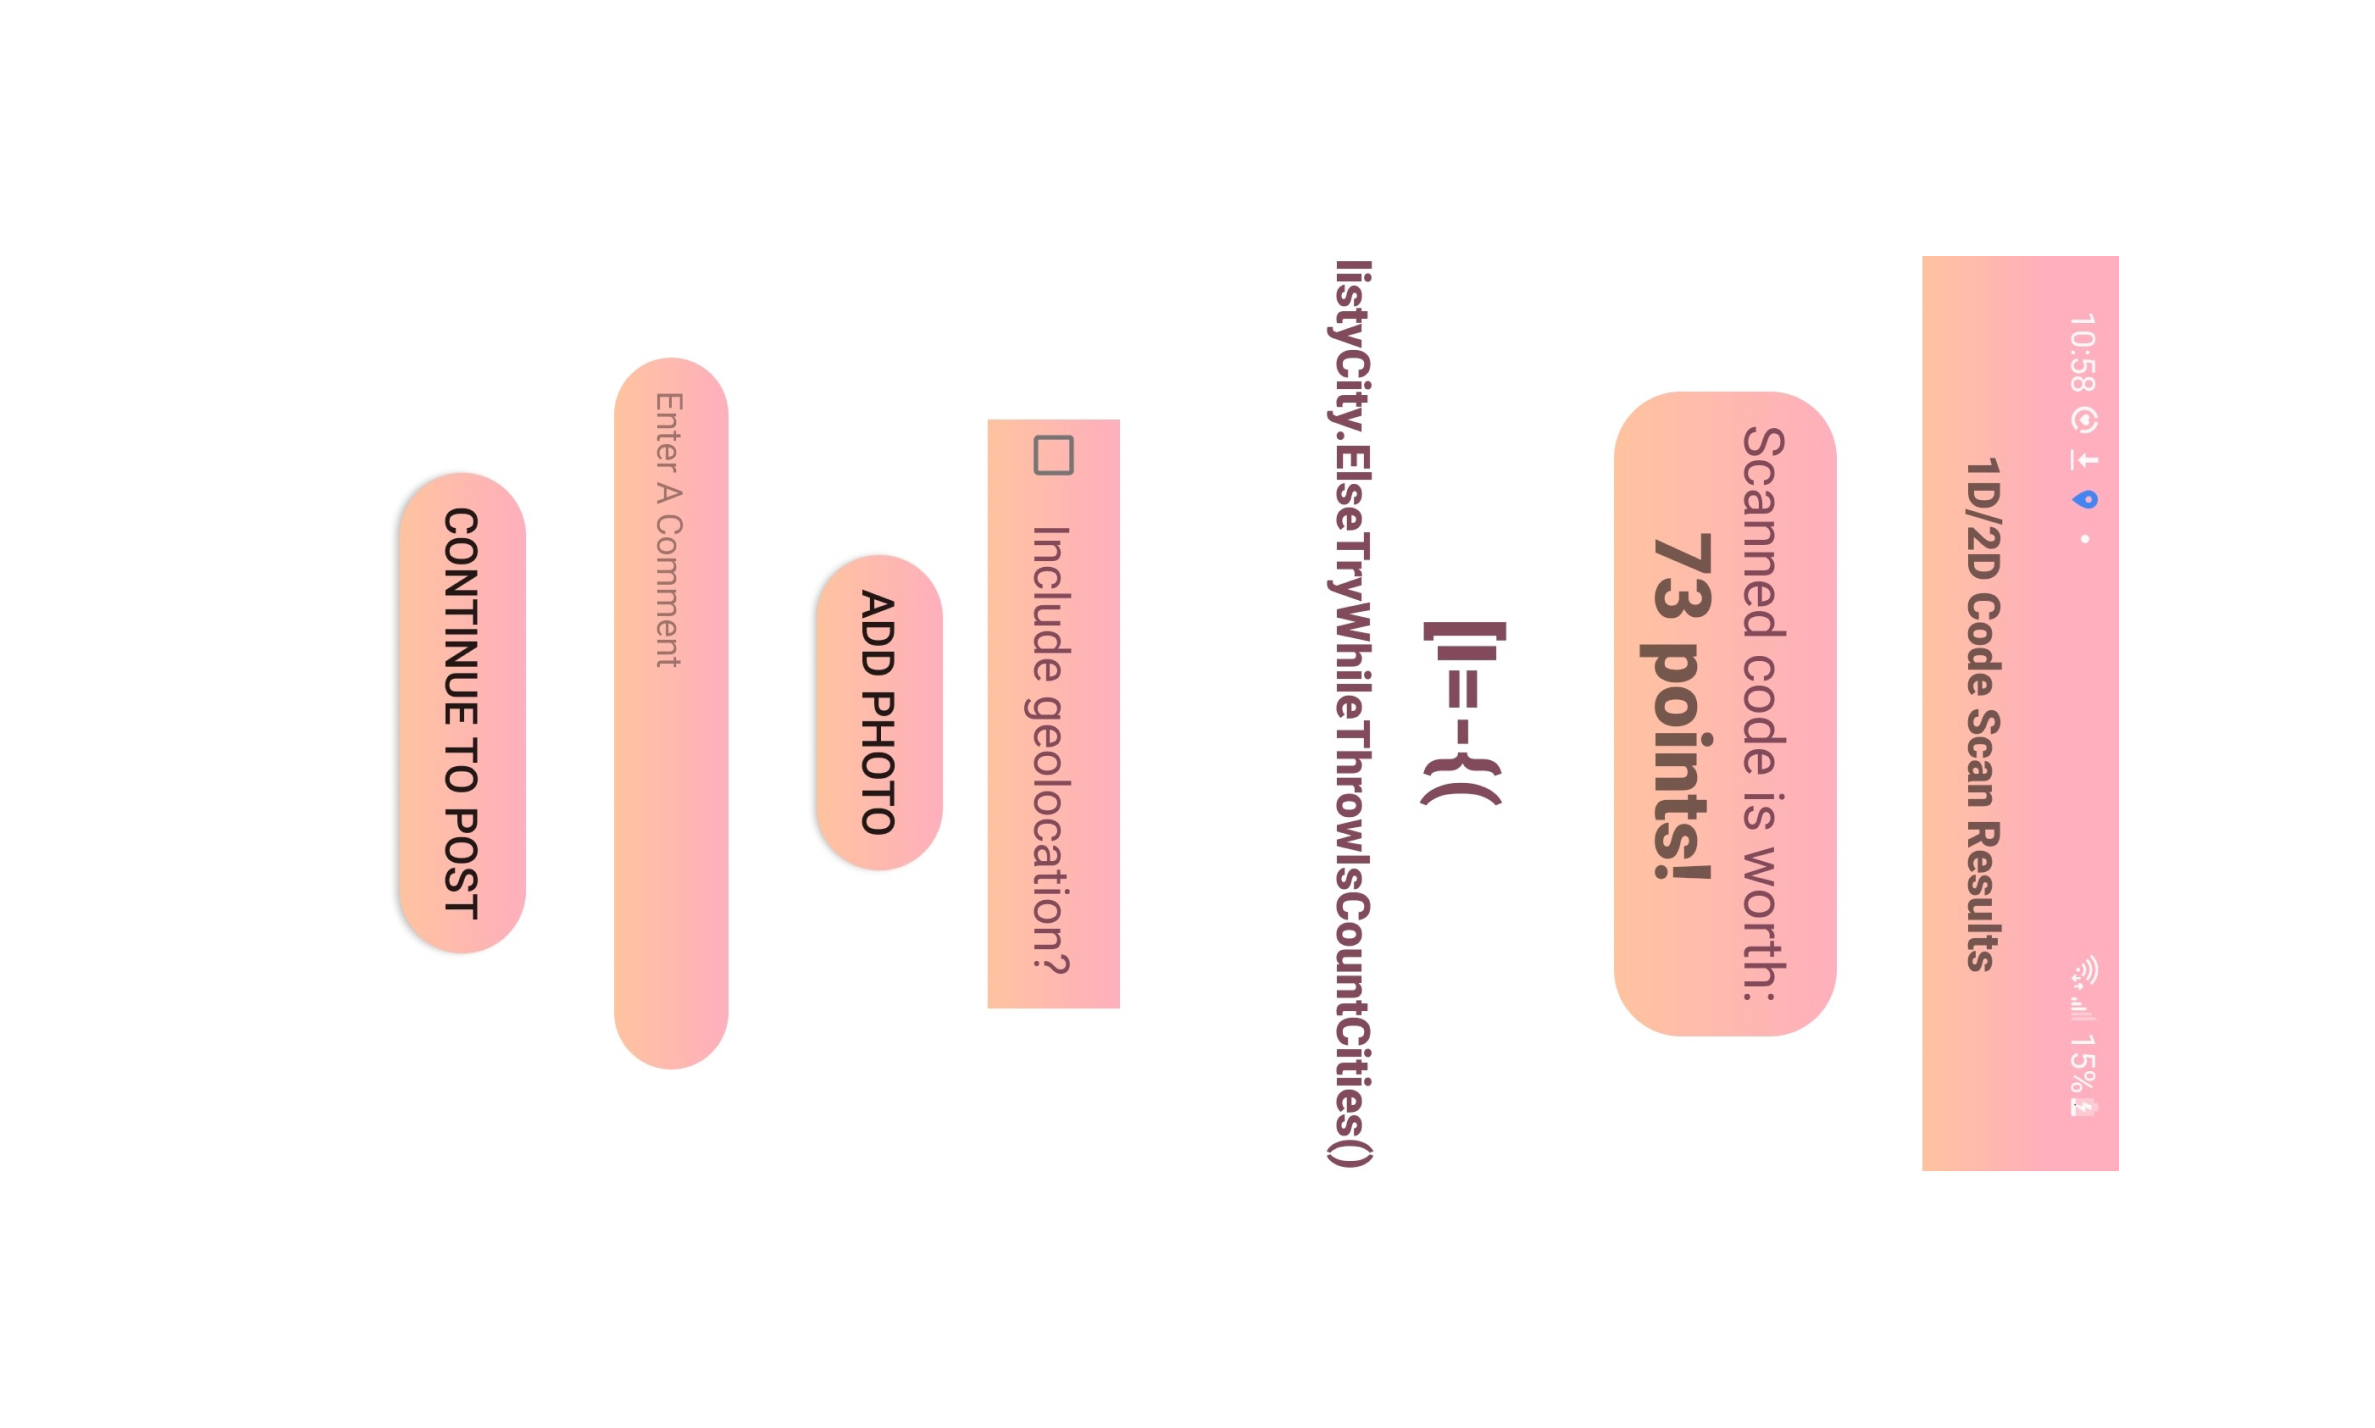 10:58
15%
1D/2D Code Scan Results
Scanned code is worth:
73 points!
[|=-{(
listyCity.ElseTryWhileThrowIsCountCities()
Include geolocation?
ADD PHOTO
Enter A Comment
CONTINUE TO POST